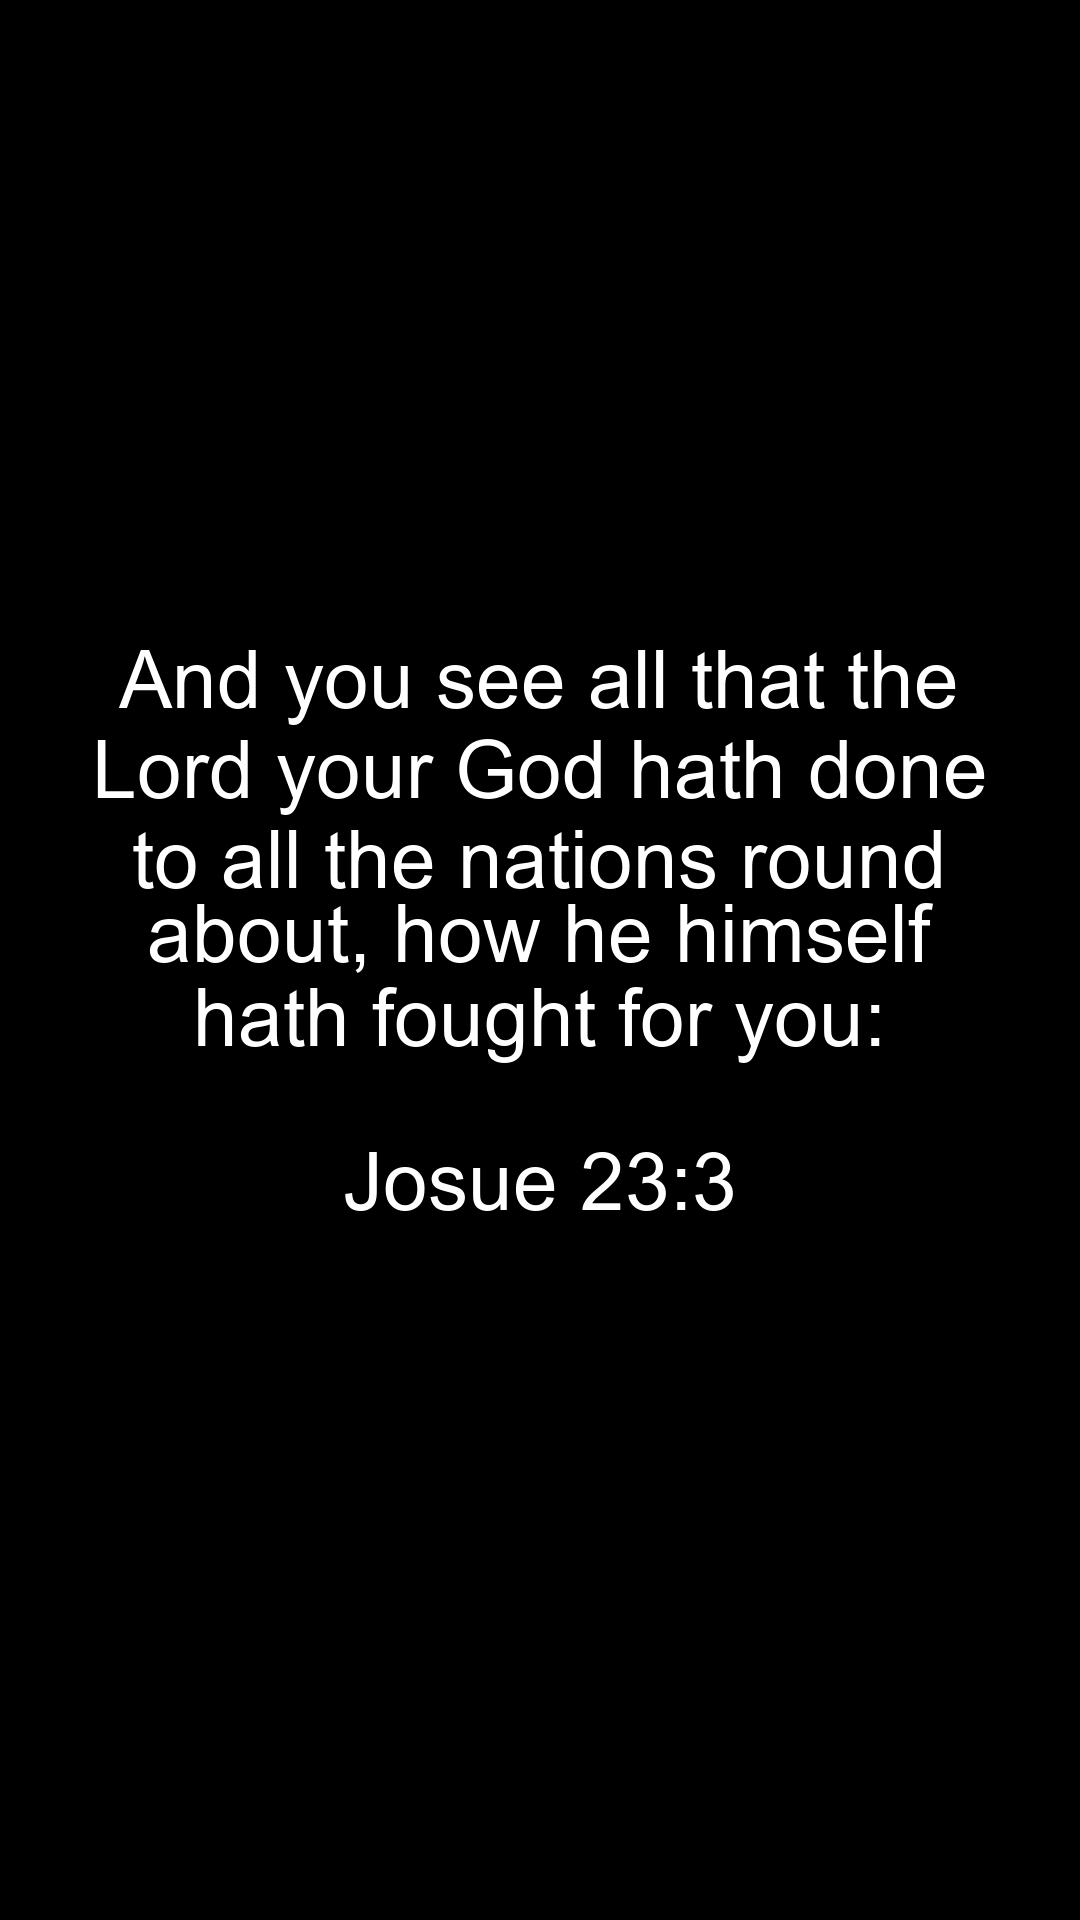 And you see all that the
Lord your God hath done
to all the nations round
about, how he himself
hath fought for you:
Josue 23:3